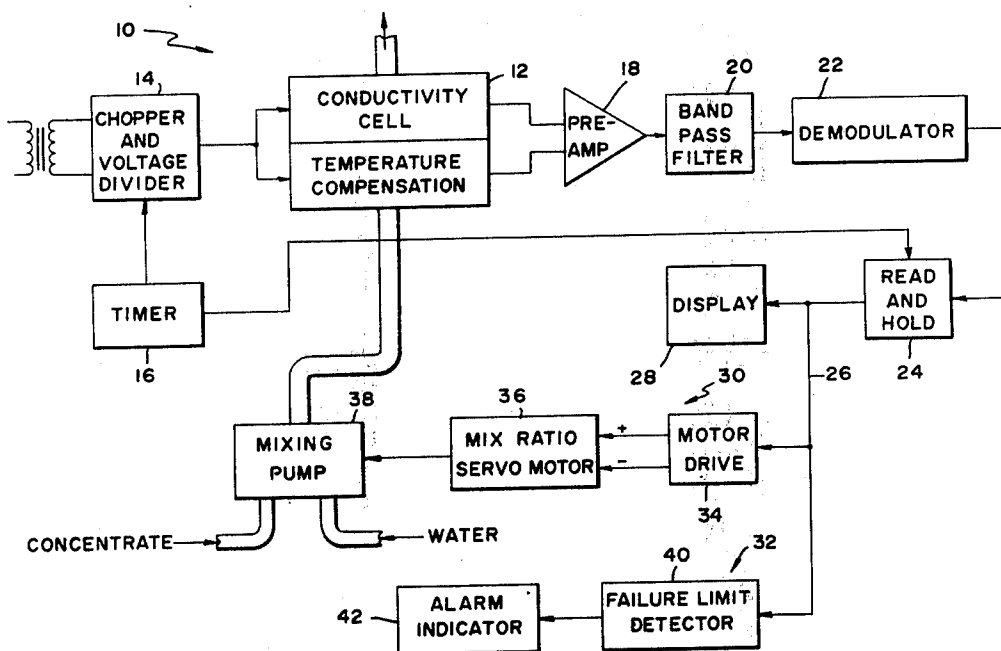 10
14
CHOPPER
AND
VOLTAGE
DIVIDER
12
CONDUCTIVITY
CELL
TEMPERATURE
COMPENSATION
18
PRE-
AMP
20
BAND
PASS
FILTER
22
DEMODULATOR
TIMER
16
DISPLAY
28
READ
AND
HOLD
24
26
30
38
MIXING
PUMP
36
MIX RATIO
SERVO MOTOR
+
-
MOTOR
DRIVE
34
CONCENTRATE
WATER
32
40
FAILURE LIMIT
DETECTOR
42
ALARM
INDICATOR